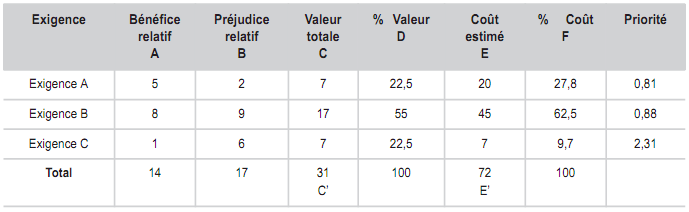 Exigence Bénéfice relatif A Préjudice relatif B Valeur totale C % Valeur D Coût estimé E % Coût F Priorité
Exigence A 5 2 7 22,5 20 27,8 0,81
Exigence B 8 9 17 55 45 62,5 0,88
Exigence C 1 6 7 22,5 7 9,7 2,31
Total 14 17 31 C’ 100 72 E’ 100